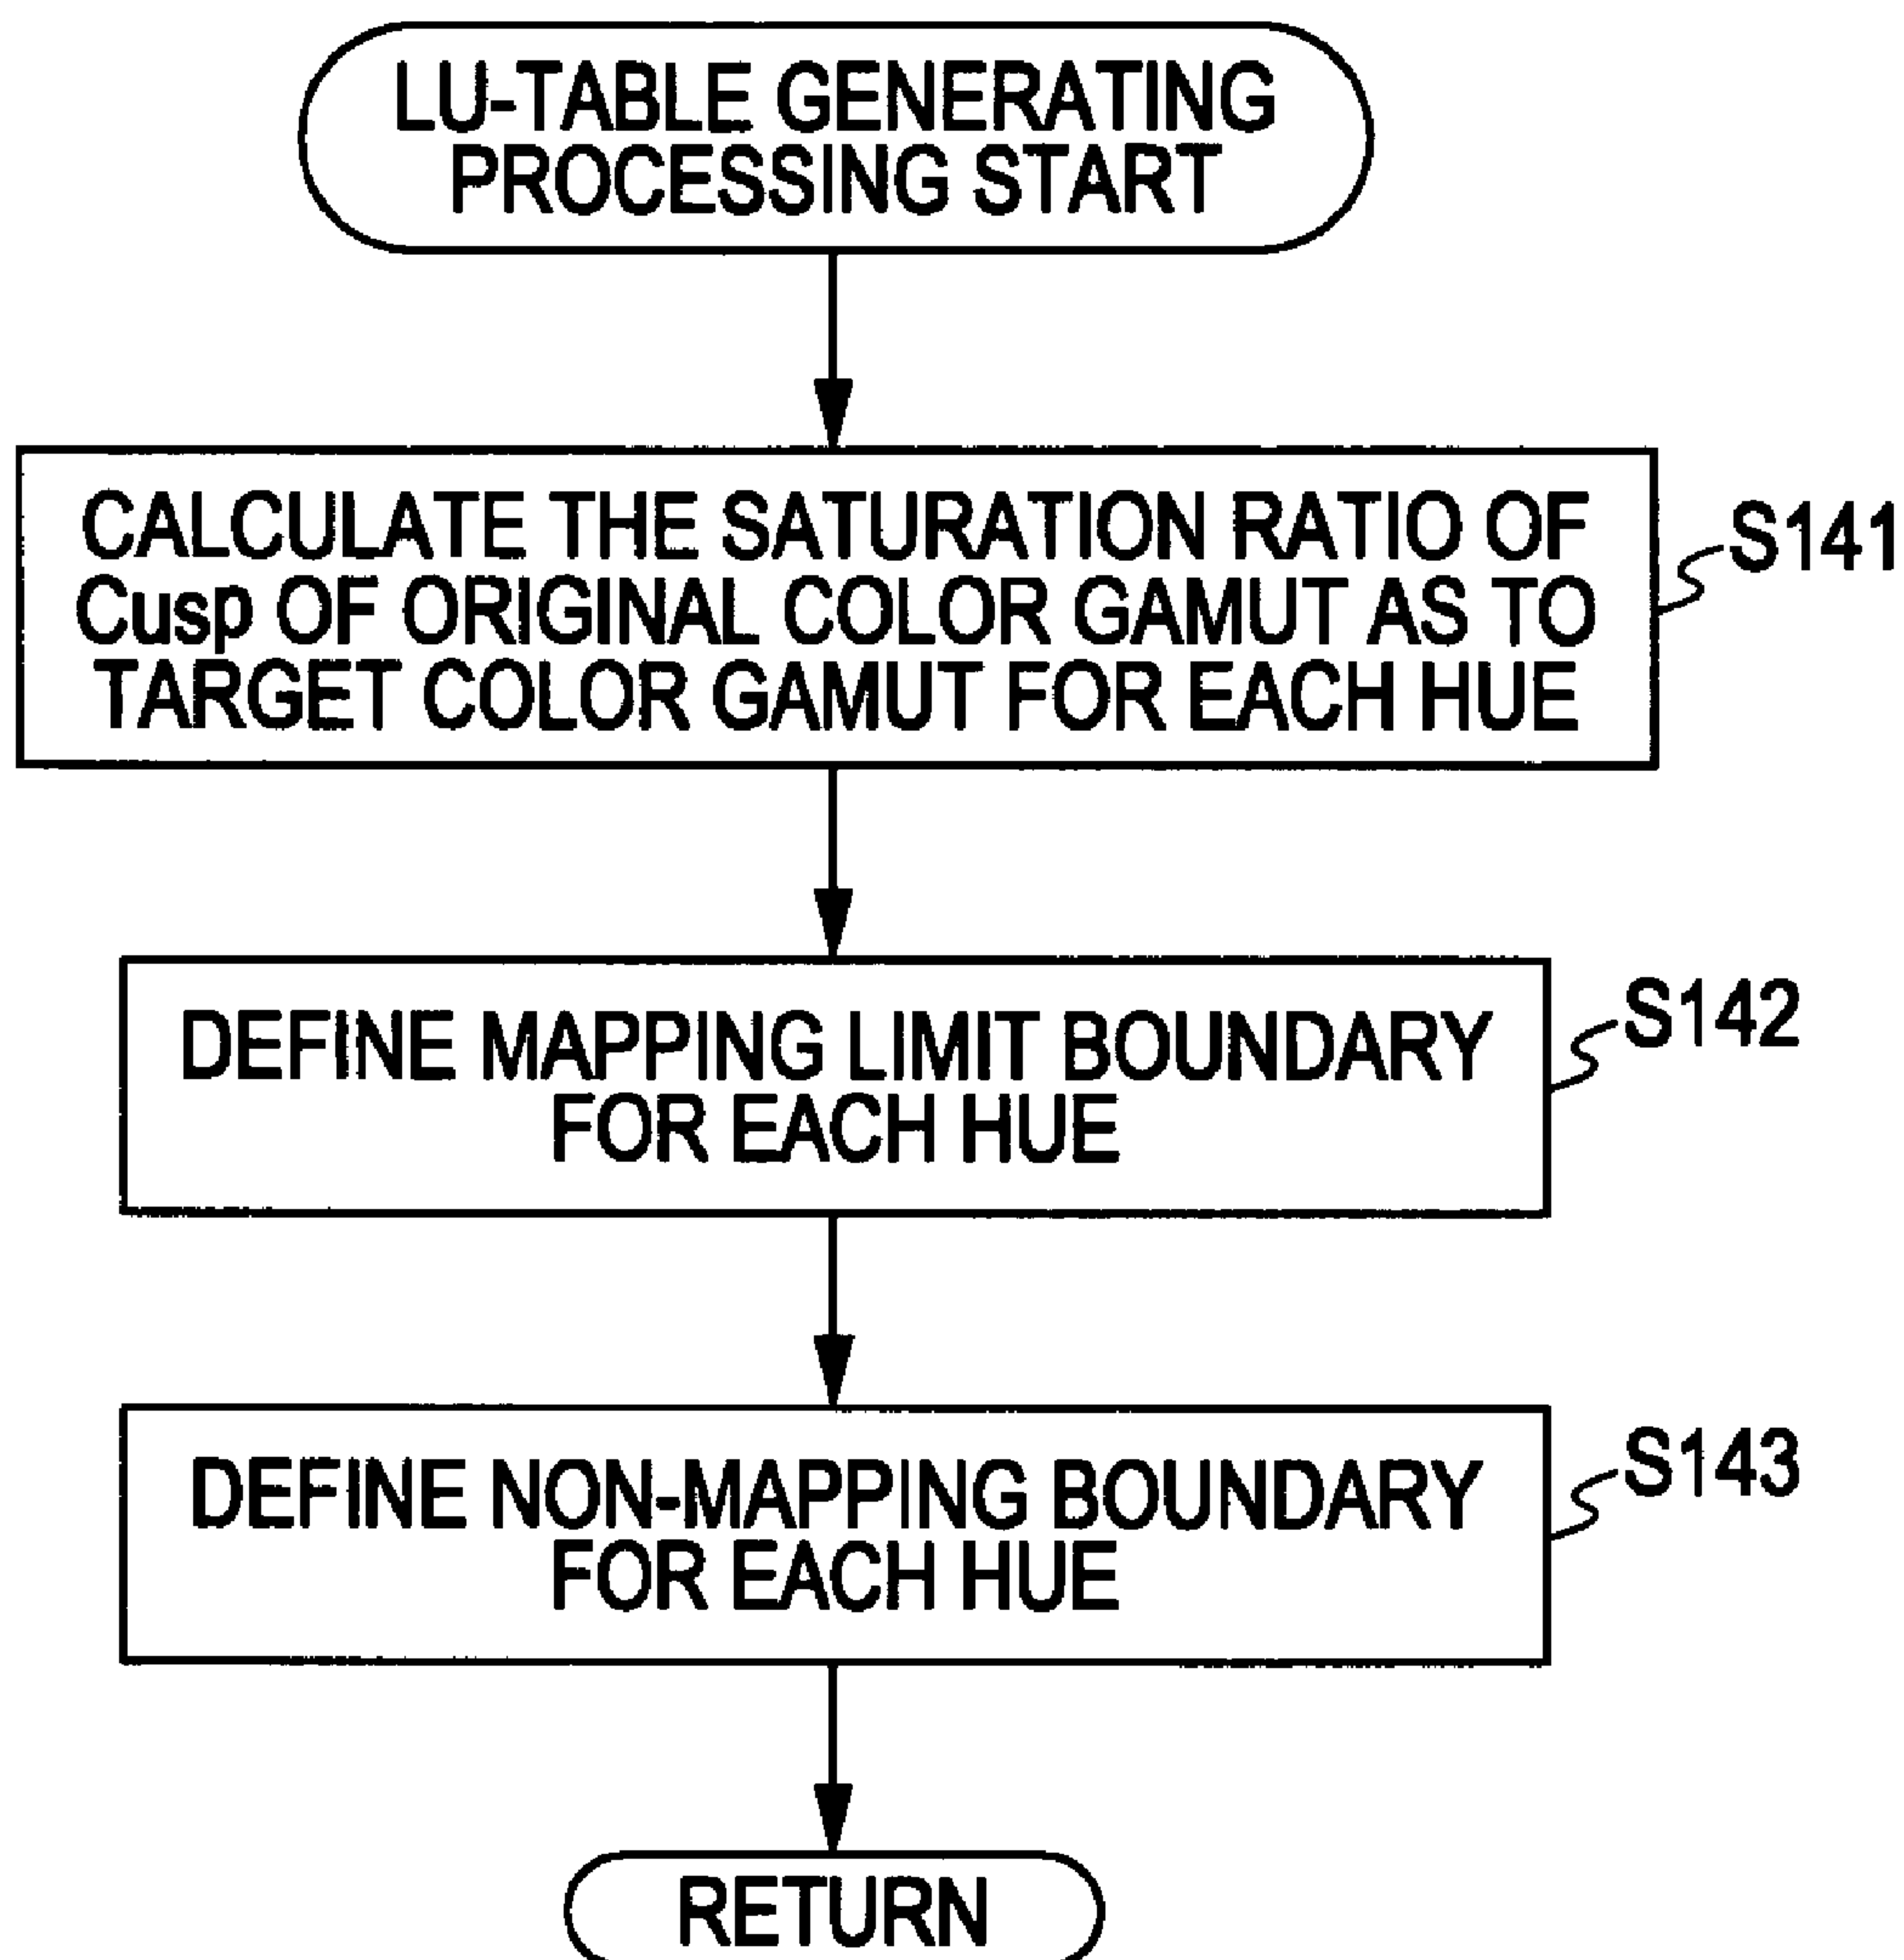 LU-TABLE GENERATING
PROCESSING START
CALCULATE THE SATURATION RATIO OF
Cusp OF ORIGINAL COLOR GAMUT AS TO
TARGET COLOR GAMUT FOR EACH HUE
S141
DEFINE MAPPING LIMIT BOUNDARY
FOR EACH HUE
S142
DEFINE NON-MAPPING BOUNDARY
FOR EACH HUE
S143
RETURN